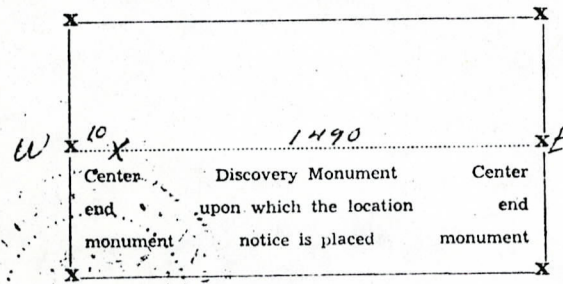 X X
W X 10 X 1490 X E
Center Discovery Monument Center
end upon which the location end
monument notice is placed monument
X X